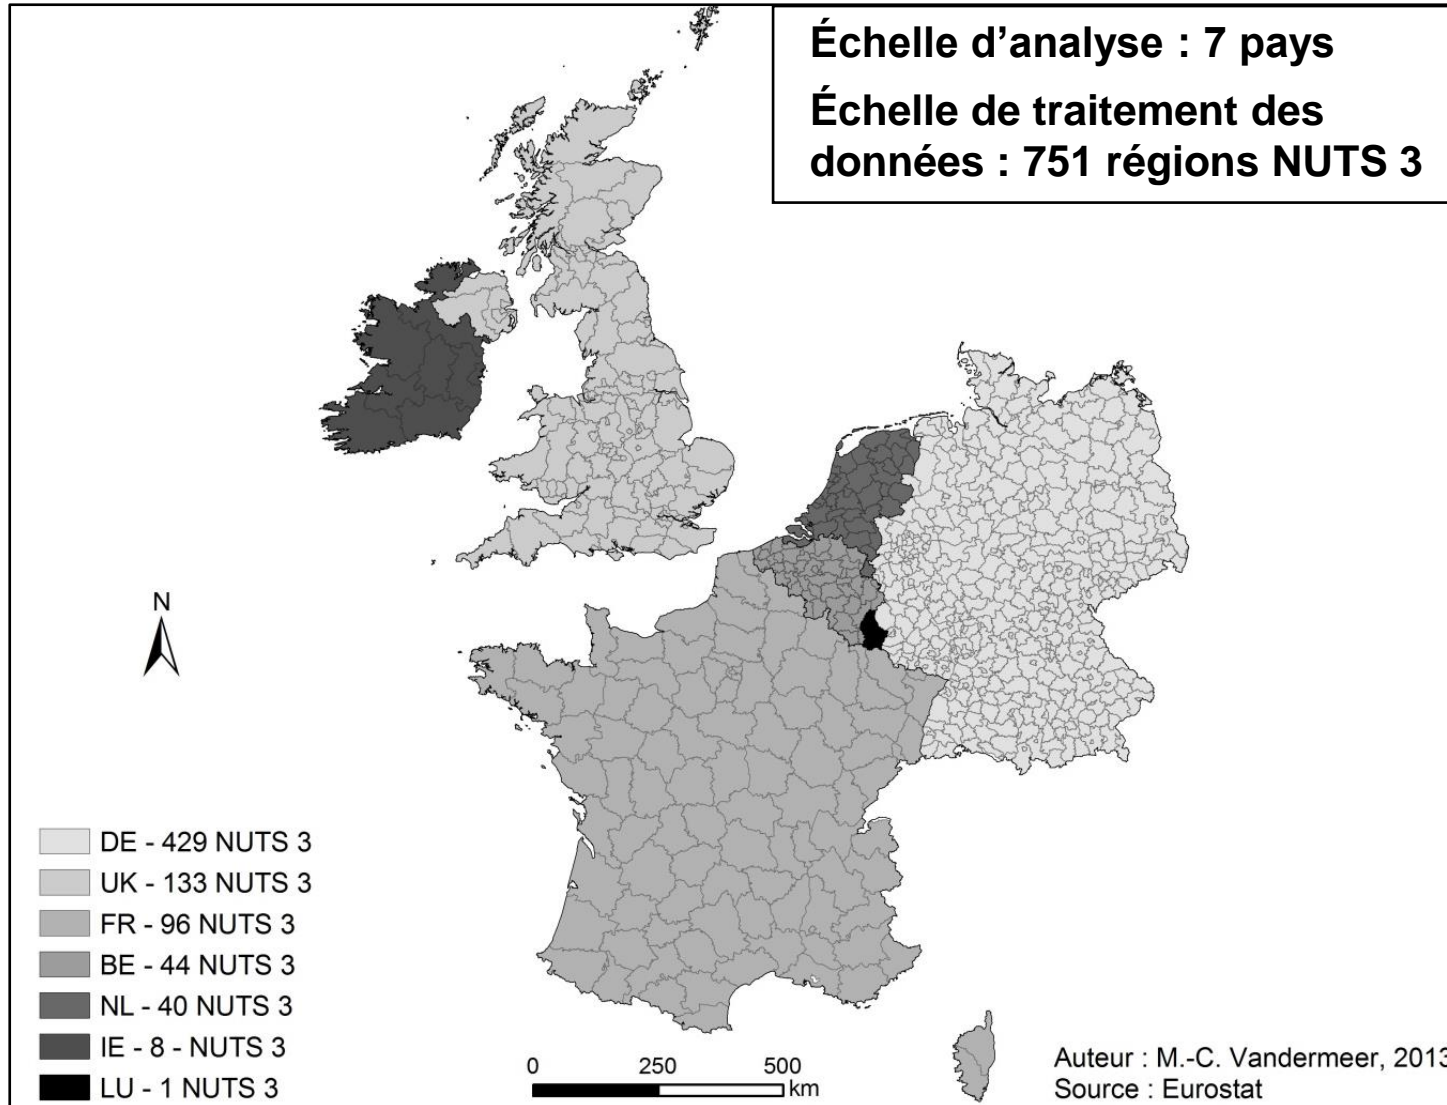 Échelle d’analyse : 7 pays
Échelle de traitement des
données : 751 régions NUTS 3
N
DE - 429 NUTS 3
UK - 133 NUTS 3
FR - 96 NUTS 3
BE - 44 NUTS 3
NL - 40 NUTS 3
IE - 8 - NUTS 3
LU - 1 NUTS 3
0 250 500
km
Auteur : M.-C. Vandermeer, 2013
Source : Eurostat